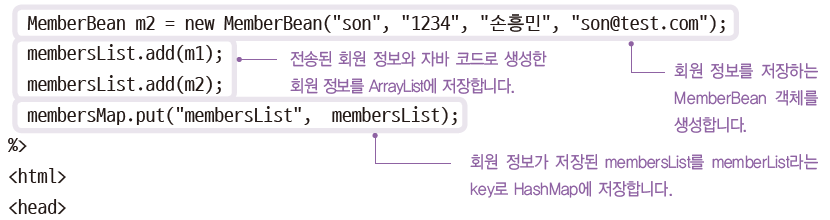 MemberBean m2 = new MemberBean("son", "1234", "손흥민", "son@test.com");
membersList.add(m1);
membersList.add(m2);
전송된 회원 정보와 자바 코드로 생성한
회원 정보를 ArrayList에 저장합니다.
회원 정보를 저장하는
MemberBean 객체를
생성합니다.
membersMap.put("membersList", membersList);
회원 정보가 저장된 membersList를 memberList라는
key로 HashMap에 저장합니다.
%>
<html>
<head>